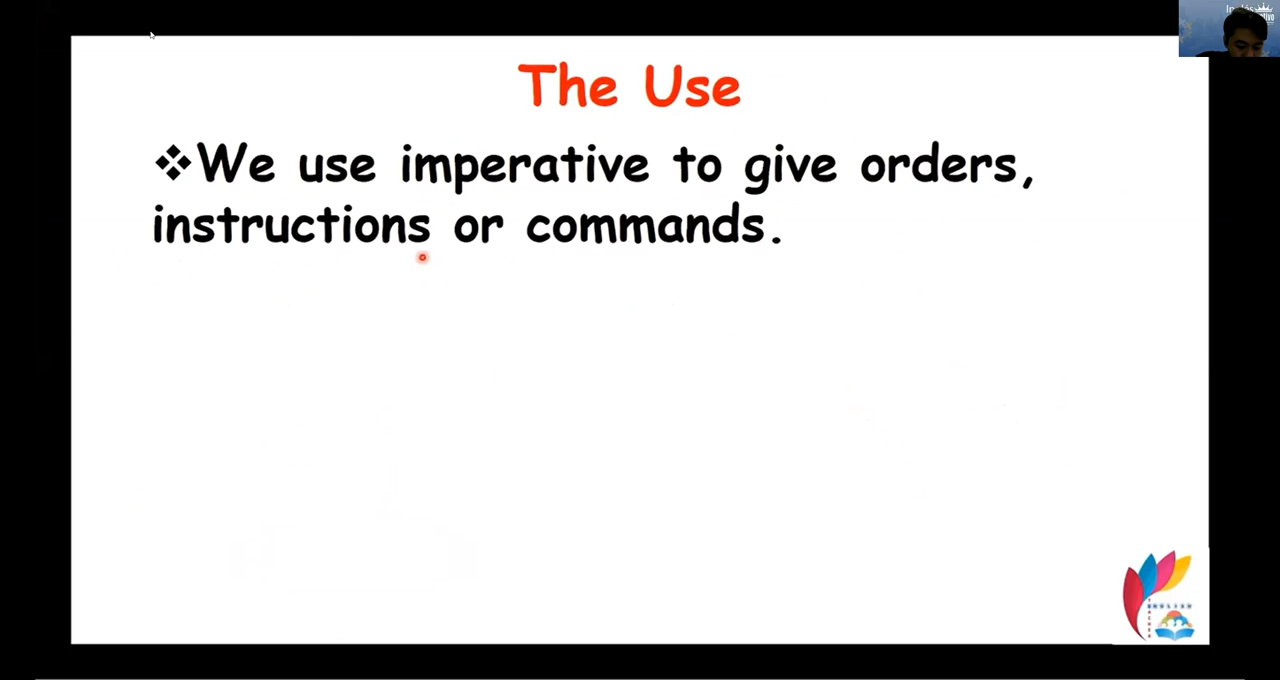 The Use
❖We use imperative to give orders,
instructions or commands.